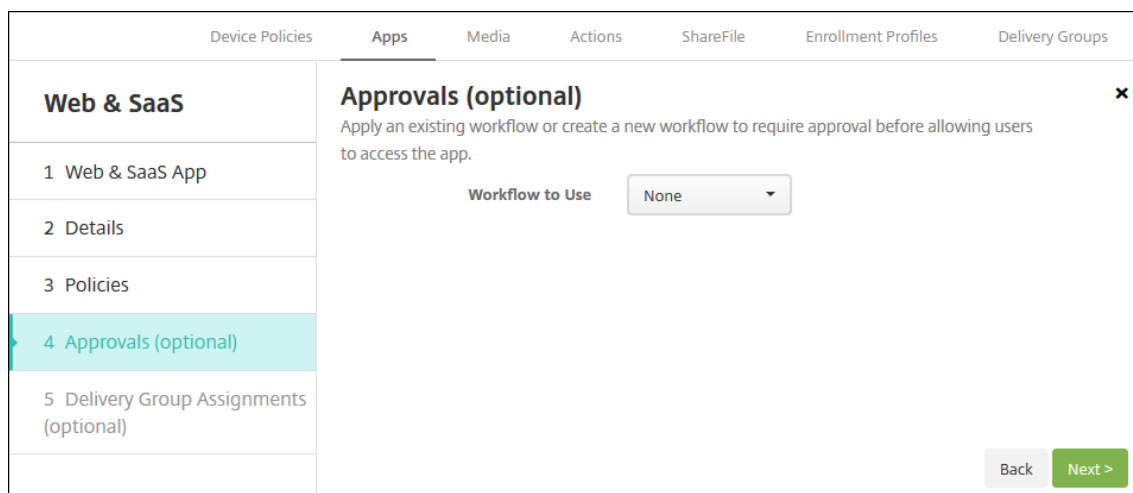 Device Policies Apps Media Actions ShareFile Enrollment Profiles Delivery Groups
Web & SaaS
1 Web & SaaS App
2 Details
3 Policies
4 Approvals (optional)
5 Delivery Group Assignments
(optional)
Approvals (optional)
Apply an existing workflow or create a new workflow to require approval before allowing users
to access the app.
Workflow to Use None
Back Next >